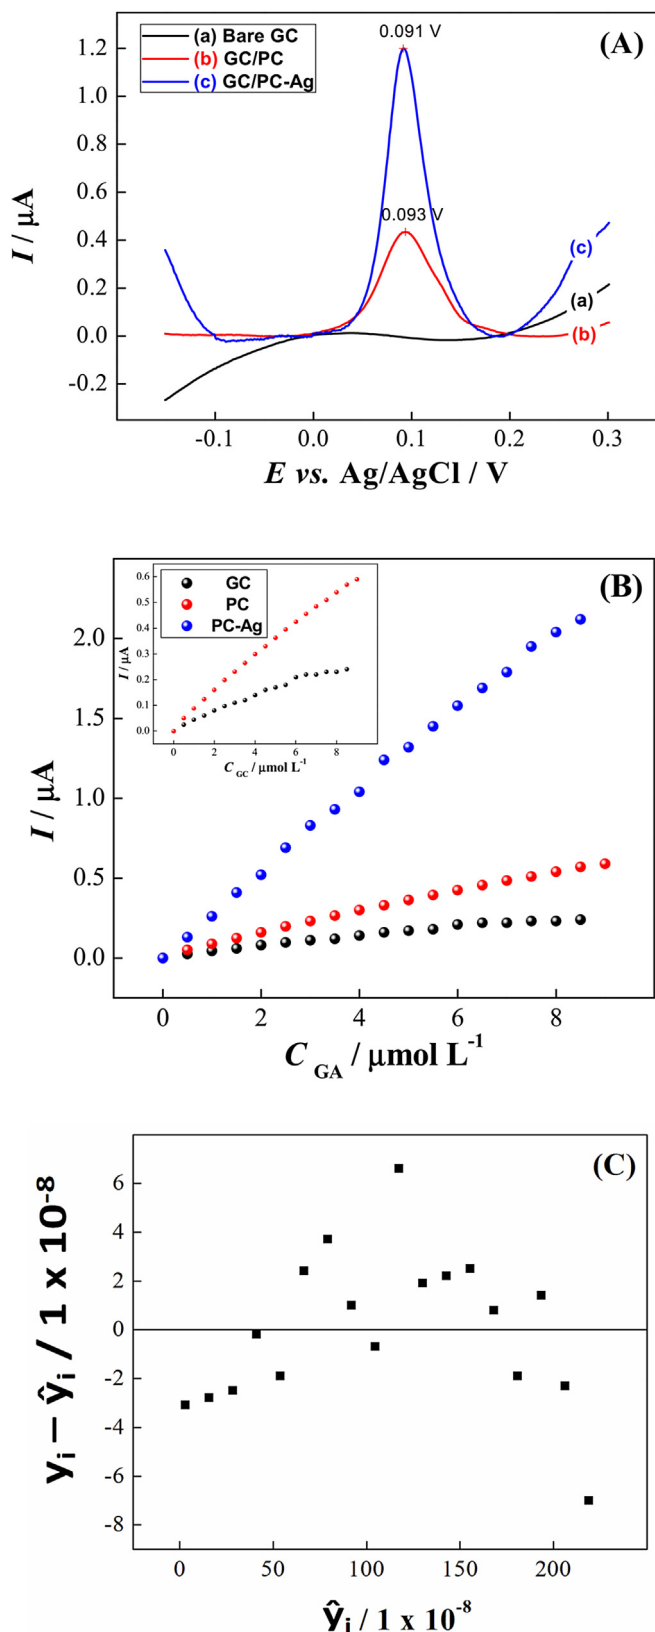 (A)
(a) Bare GC
(b) GC/PC
(c) GC/PC-Ag
0.091 V
0.093 V
(c)
(a)
(b)
1.2
1.0
0.8
0.6
0.4
0.2
0.0
-0.2
I / µA
-0.1 0.0 0.1 0.2 0.3
E vs. Ag/AgCl / V
(B)
GC
PC
PC-Ag
0.6
0.5
0.4
0.3
0.2
0.1
0.0
I / µA
0 2 4 6 8
C GC / µmol L-1
2.0
1.5
1.0
0.5
0.0
I / µA
0 2 4 6 8
C GA / µmol L-1
(C)
6
4
2
0
-2
-4
-6
-8
yi – ŷi / 1 x 10-8
0 50 100 150 200
ŷi / 1 x 10-8